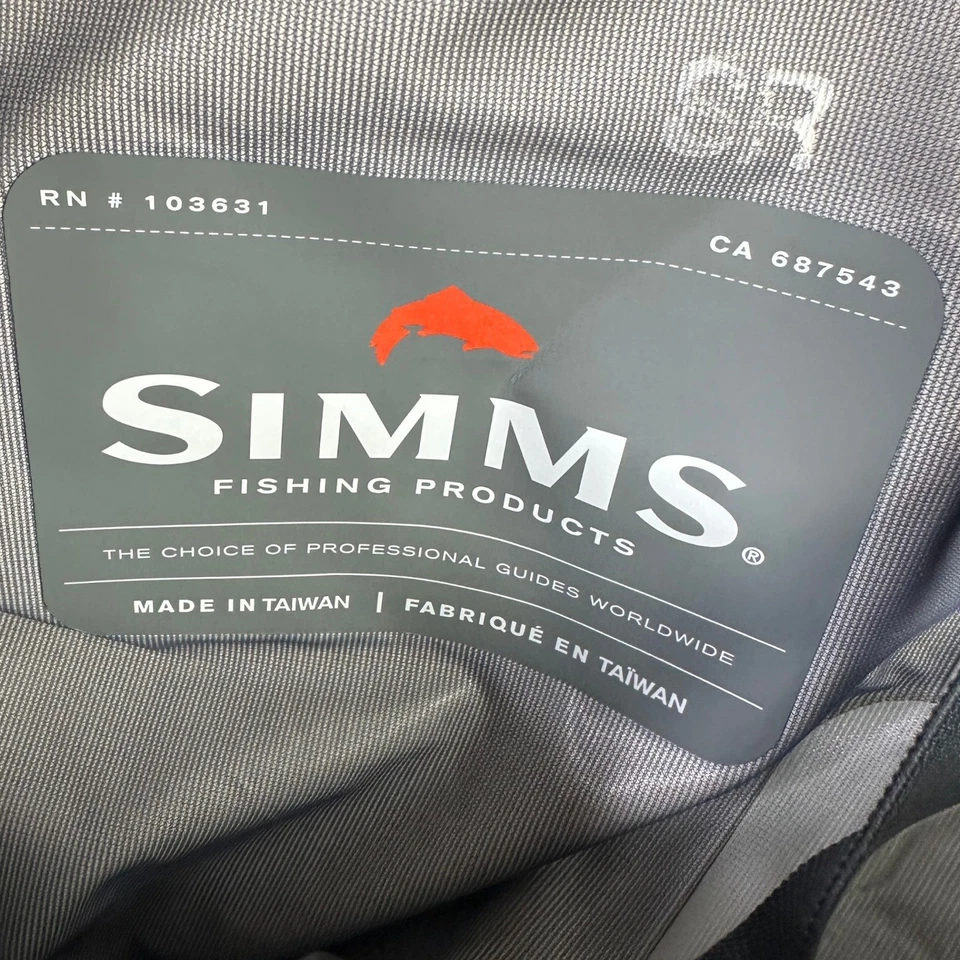 RN # 103631
CA 687543
SIMMS
FISHING PRODUCTS ®
THE CHOICE OF PROFESSIONAL GUIDES WORLDWIDE
MADE IN TAIWAN | FABRIQUÉ EN TAÏWAN